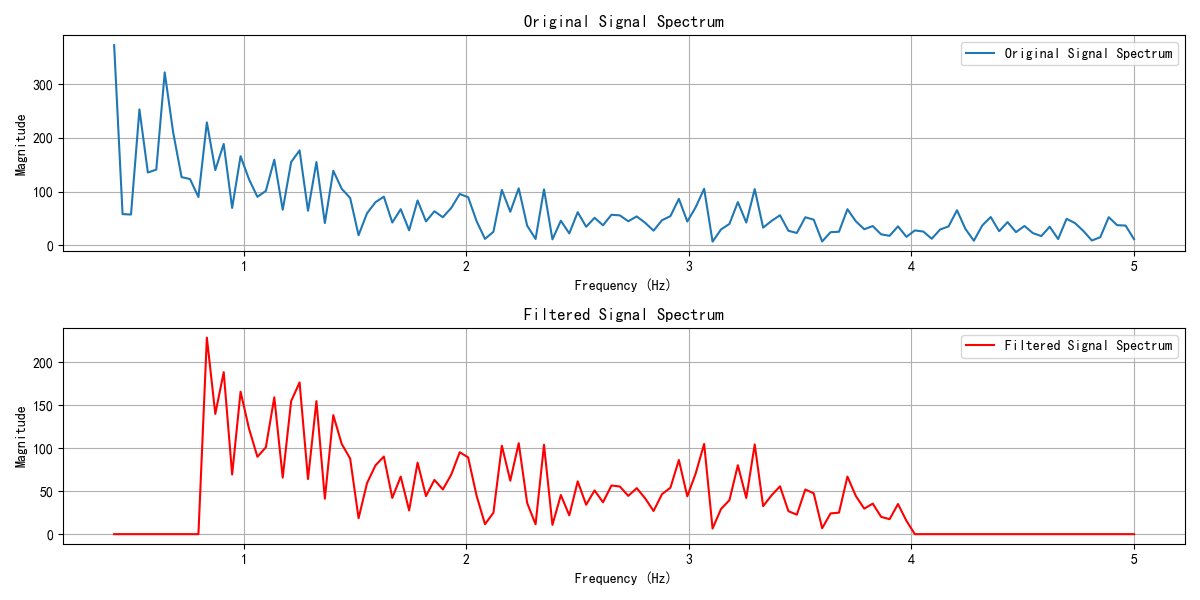 Original Signal Spectrum
Original Signal Spectrum
Magnitude
300
200
100
0
1 2 3 4 5
Frequency (Hz)
Filtered Signal Spectrum
Filtered Signal Spectrum
Magnitude
200
150
100
50
0
1 2 3 4 5
Frequency (Hz)